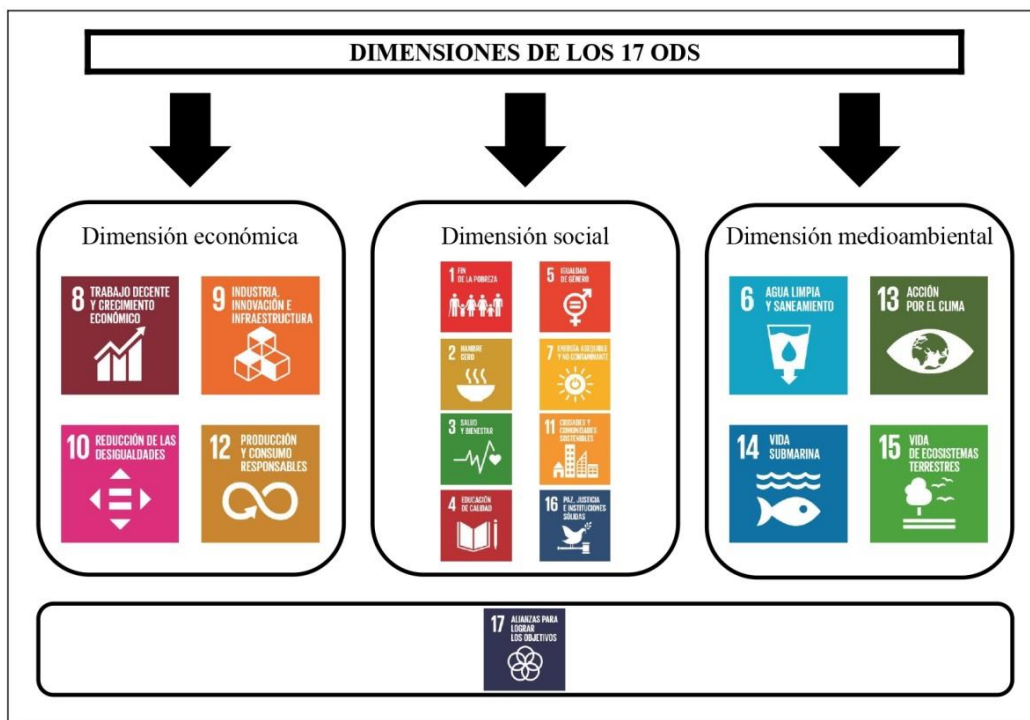 DIMENSIONES DE LOS 17 ODS
Dimensión económica
8 TRABAJO DECENTE
Y CRECIMIENTO
ECONÓMICO
9 INDUSTRIA,
INNOVACIÓN E
INFRAESTRUCTURA
10 REDUCCIÓN DE LAS
DESIGUALDADES
12 PRODUCCIÓN
Y CONSUMO
RESPONSABLES
Dimensión social
1 FIN
DE LA POBREZA
5 IGUALDAD
DE GÉNERO
2 HAMBRE
CERO
7 ENERGÍA ASEQUIBLE
Y NO CONTAMINANTE
3 SALUD
Y BIENESTAR
11 CIUDADES Y
COMUNIDADES
SOSTENIBLES
4 EDUCACIÓN
DE CALIDAD
16 PAZ, JUSTICIA
E INSTITUCIONES
SÓLIDAS
Dimensión medioambiental
6 AGUA LIMPIA
Y SANEAMIENTO
13 ACCIÓN
POR EL CLIMA
14 VIDA
SUBMARINA
15 VIDA
DE ECOSISTEMAS
TERRESTRES
17 ALIANZAS PARA
LOGRAR
LOS OBJETIVOS